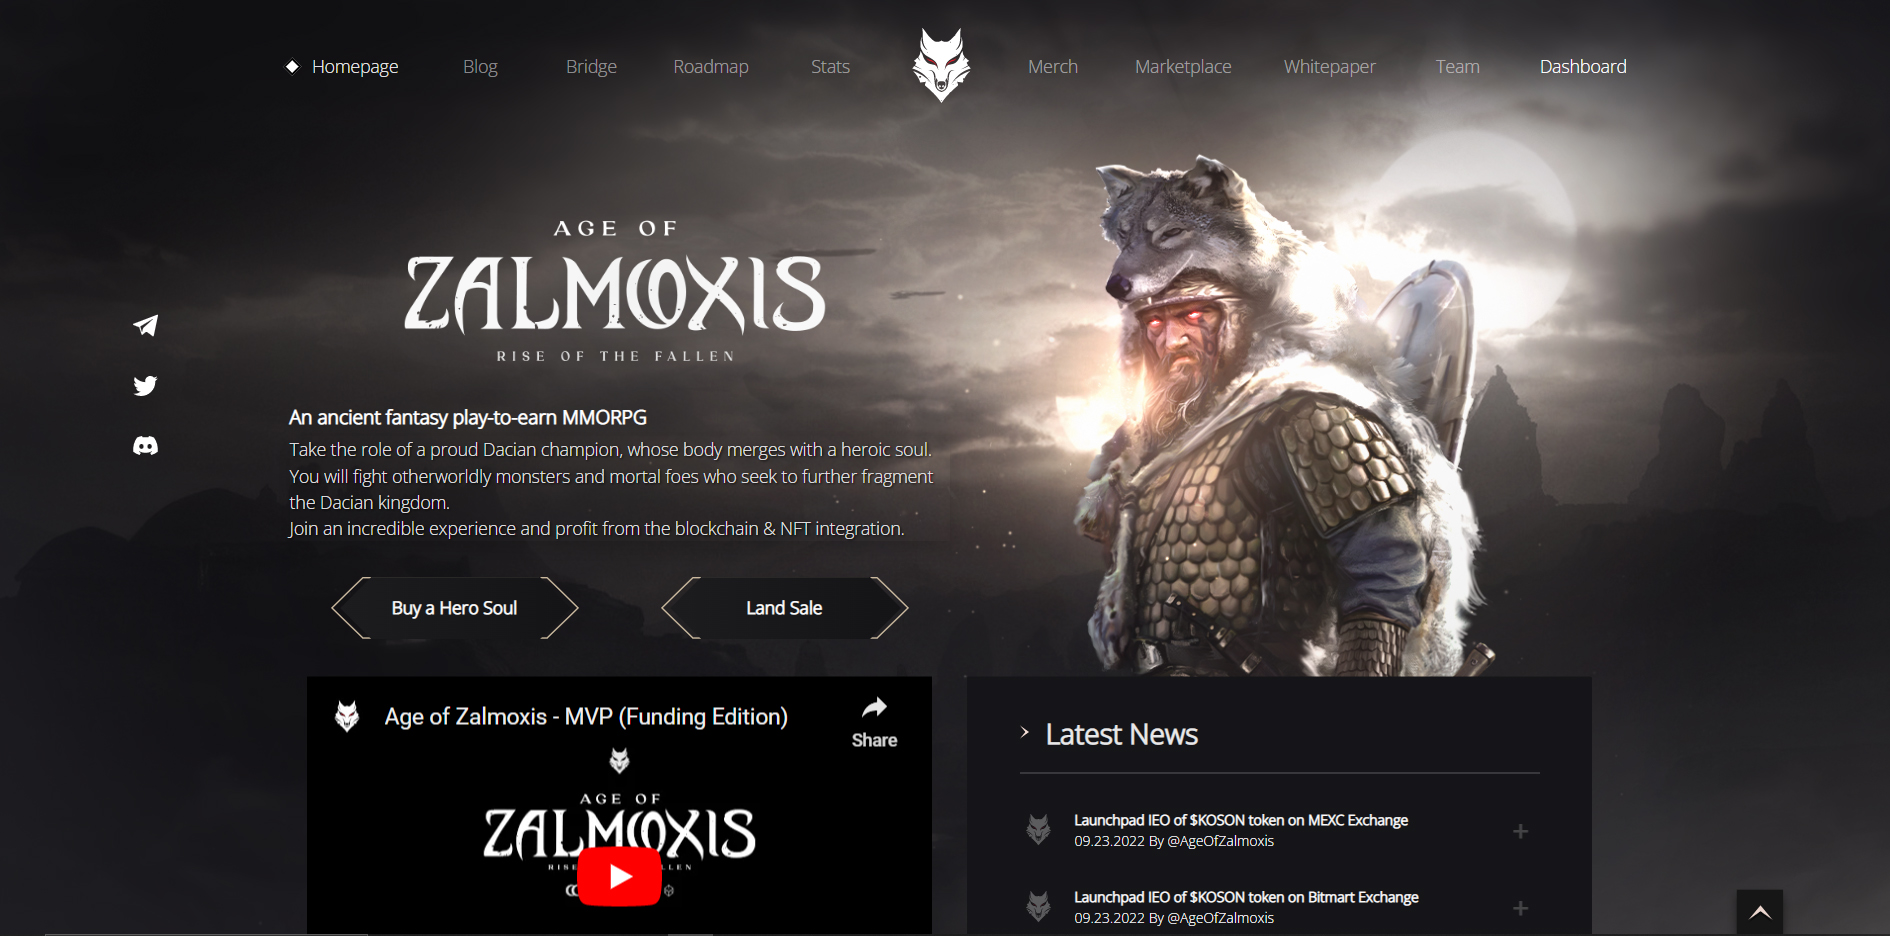 Homepage
Blog
Bridge
Roadmap
Stats
Merch
Marketplace
Whitepaper
Team
Dashboard
AGE OF
ZALMOXIS
RISE OF THE FALLEN
An ancient fantasy play-to-earn MMORPG
Take the role of a proud Dacian champion, whose body merges with a heroic soul.
You will fight otherworldly monsters and mortal foes who seek to further fragment
the Dacian kingdom.
Join an incredible experience and profit from the blockchain & NFT integration.
Buy a Hero Soul
Land Sale
Age of Zalmoxis - MVP (Funding Edition)
Share
AGE OF
ZALMOXIS
Latest News
Launchpad IEO of $KOSON token on MEXC Exchange
09.23.2022 By @AgeOfZalmoxis
Launchpad IEO of $KOSON token on Bitmart Exchange
09.23.2022 By @AgeOfZalmoxis